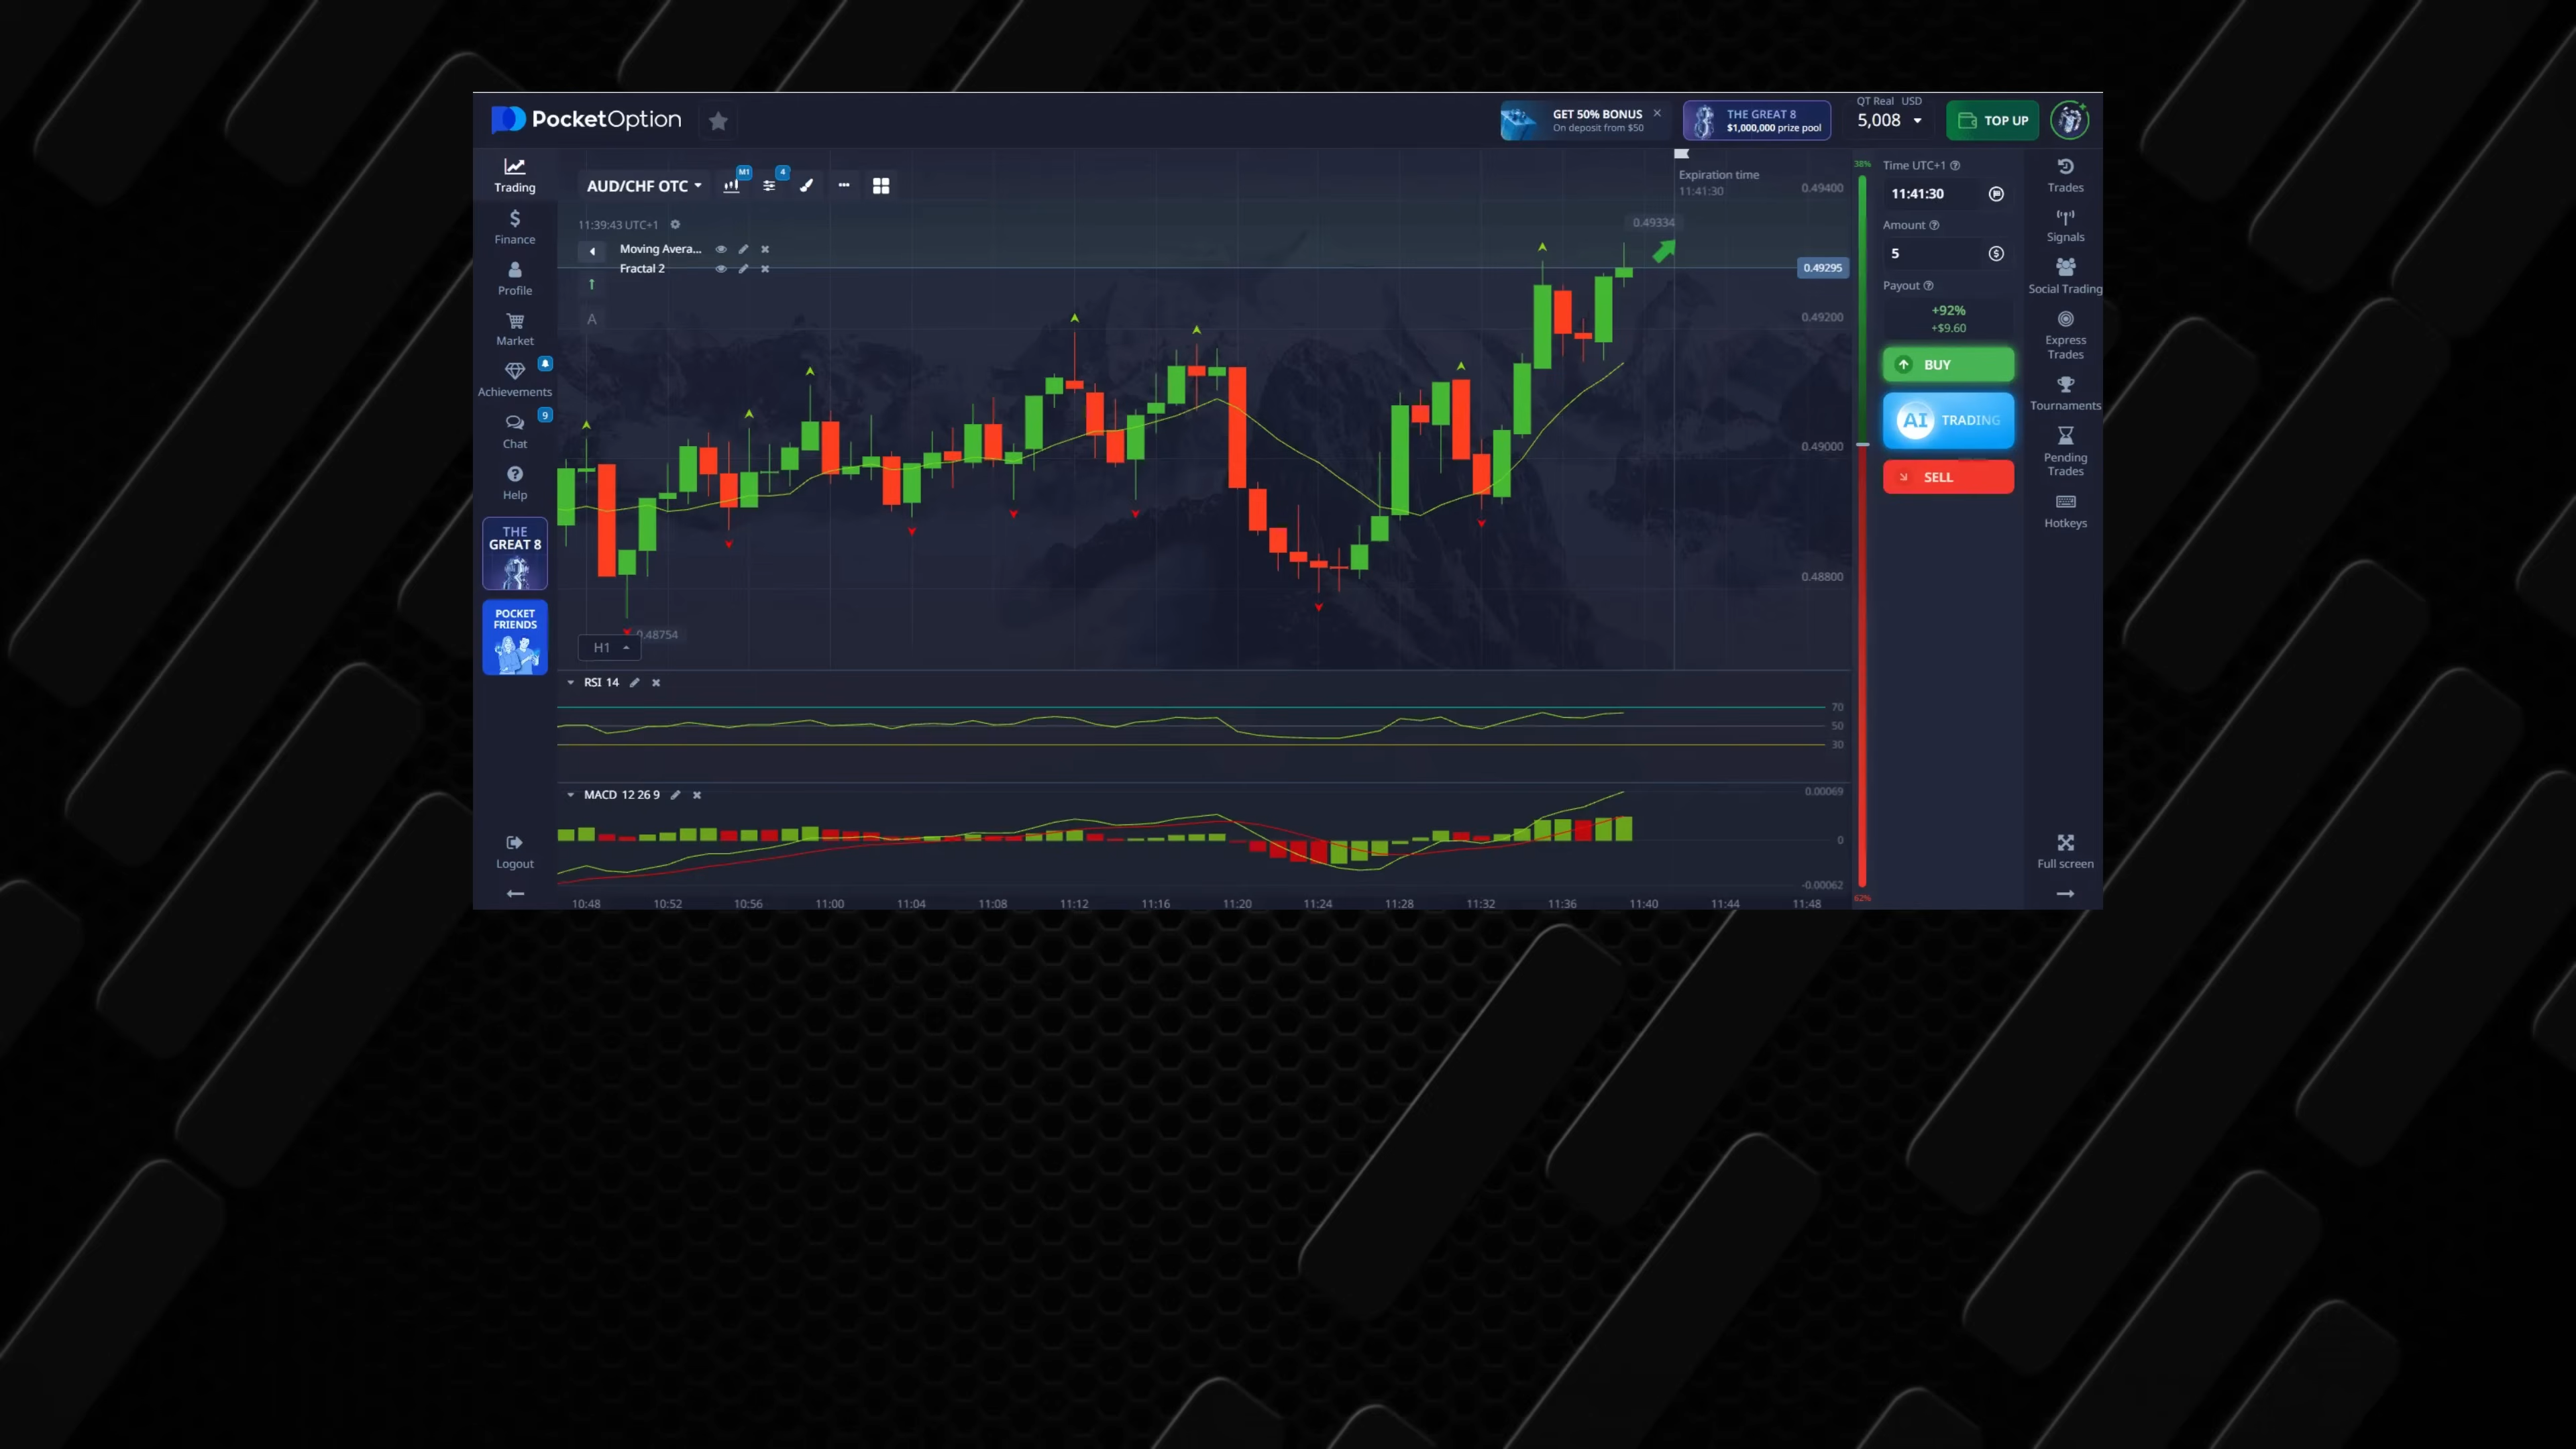 PocketOption
GET 50% BONUS
On deposit from $50
THE GREAT 8
$1,000,000 prize pool
QT Real USD
5,008
TOP UP
Trading
Finance
Profile
Market
Achievements
9
Chat
Help
THE
GREAT 8
POCKET
FRIENDS
Logout
AUD/CHF OTC
M1
4
11:39:43 UTC+1
Moving Avera...
Fractal 2
A
Expiration time
11:41:30
0.49334
0.49400
0.49295
0.49200
0.49000
0.48800
0.48754
H1
RSI 14
70
50
30
MACD 12 26 9
0.00069
0
-0.00062
10:48 10:52 10:56 11:00 11:04 11:08 11:12 11:16 11:20 11:24 11:28 11:32 11:36 11:40 11:44 11:48
38%
62%
Time UTC+1
11:41:30
Amount
5
$
Payout
+92%
+$9.60
BUY
AI TRADING
SELL
Trades
Signals
Social Trading
Express
Trades
Tournaments
Pending
Trades
Hotkeys
Full screen